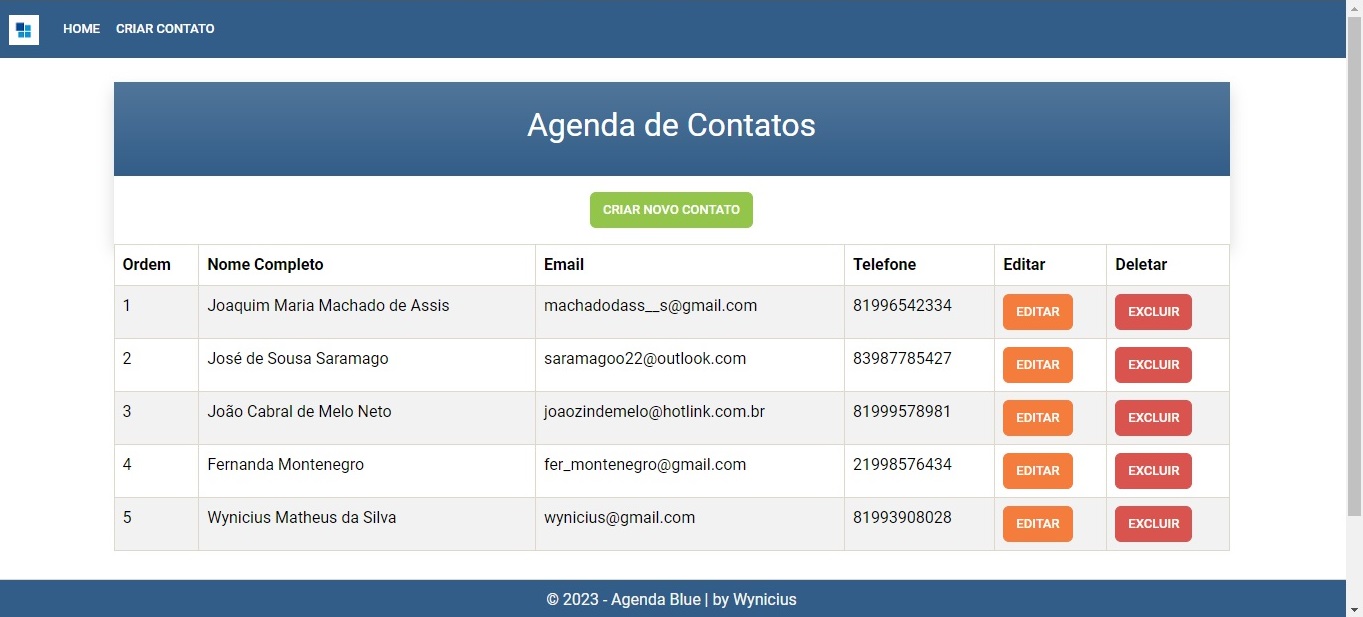 HOME CRIAR CONTATO
Agenda de Contatos
CRIAR NOVO CONTATO
Ordem Nome Completo Email Telefone Editar Deletar
1 Joaquim Maria Machado de Assis machadodass__s@gmail.com 81996542334 EDITAR EXCLUIR
2 José de Sousa Saramago saramagoo22@outlook.com 83987785427 EDITAR EXCLUIR
3 João Cabral de Melo Neto joaozindemelo@hotlink.com.br 81999578981 EDITAR EXCLUIR
4 Fernanda Montenegro fer_montenegro@gmail.com 21998576434 EDITAR EXCLUIR
5 Wynicius Matheus da Silva wynicius@gmail.com 81993908028 EDITAR EXCLUIR
© 2023 - Agenda Blue | by Wynicius